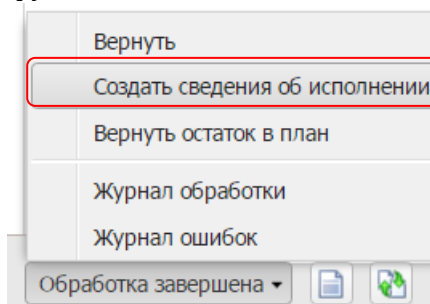 Вернуть
Создать сведения об исполнении
Вернуть остаток в план
Журнал обработки
Журнал ошибок
Обработка завершена